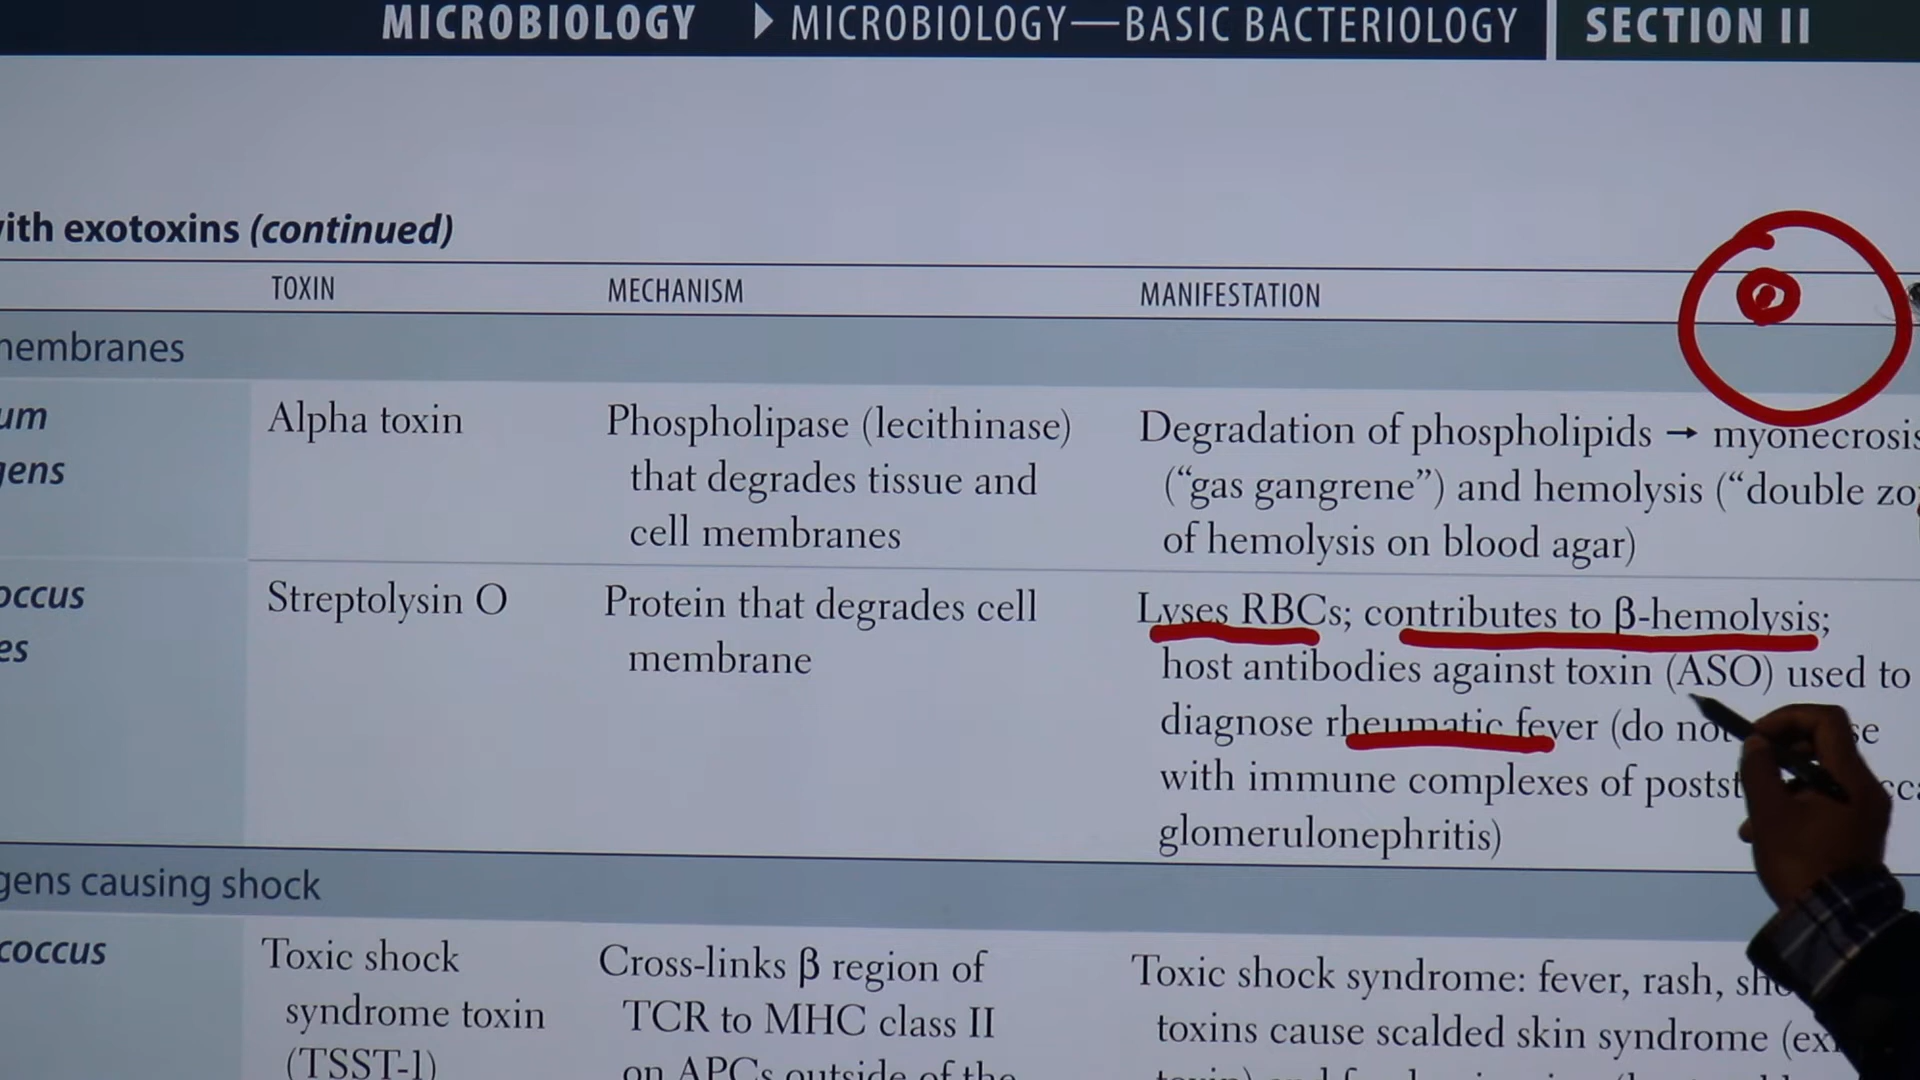 MICROBIOLOGY ▶ MICROBIOLOGY—BASIC BACTERIOLOGY SECTION II
with exotoxins (continued)
TOXIN MECHANISM MANIFESTATION
membranes
um
gens
Alpha toxin
Phospholipase (lecithinase)
that degrades tissue and
cell membranes
Degradation of phospholipids → myonecrosis
(“gas gangrene”) and hemolysis (“double zo
of hemolysis on blood agar)
occus
es
Streptolysin O
Protein that degrades cell
membrane
Lyses RBCs; contributes to β-hemolysis;
host antibodies against toxin (ASO) used to
diagnose rheumatic fever (do not se
with immune complexes of postst
glomerulonephritis)
gens causing shock
coccus
Toxic shock
syndrome toxin
(TSST-1)
Cross-links β region of
TCR to MHC class II
on APCs outside of the
Toxic shock syndrome: fever, rash, sh
toxins cause scalded skin syndrome (ex